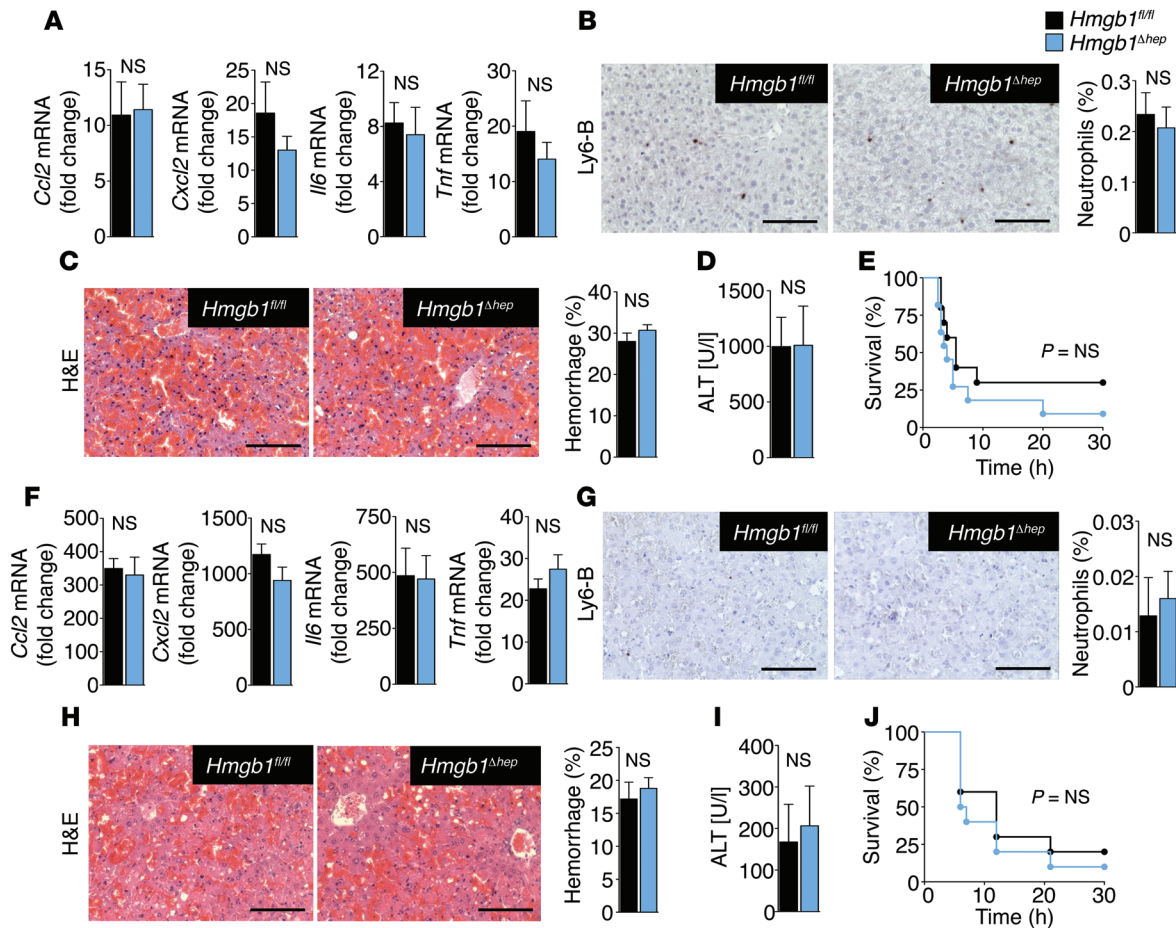 A
Ccl2 mRNA
(fold change)
15
10
5
0
NS
Cxcl2 mRNA
(fold change)
25
20
15
10
5
0
NS
Il6 mRNA
(fold change)
12
8
4
0
NS
Tnf mRNA
(fold change)
30
20
10
0
NS
B
Hmgb1fl/fl
Hmgb1Δhep
Ly6-B
Hmgb1fl/fl
Hmgb1Δhep
Neutrophils (%)
0.3
0.2
0.1
0
NS
C
H&E
Hmgb1fl/fl
Hmgb1Δhep
Hemorrhage (%)
40
30
20
10
0
NS
D
ALT [U/l]
1500
1000
500
0
NS
E
Survival (%)
100
75
50
25
0
P = NS
0 10 20 30
Time (h)
F
Ccl2 mRNA
(fold change)
500
400
300
200
100
0
NS
Cxcl2 mRNA
(fold change)
1500
1000
500
0
NS
Il6 mRNA
(fold change)
750
500
250
0
NS
Tnf mRNA
(fold change)
40
30
20
10
0
NS
G
Ly6-B
Hmgb1fl/fl
Hmgb1Δhep
Neutrophils (%)
0.03
0.02
0.01
0
NS
H
H&E
Hmgb1fl/fl
Hmgb1Δhep
Hemorrhage (%)
25
20
15
10
5
0
NS
I
ALT [U/l]
400
300
200
100
0
NS
J
Survival (%)
100
75
50
25
0
P = NS
0 10 20 30
Time (h)